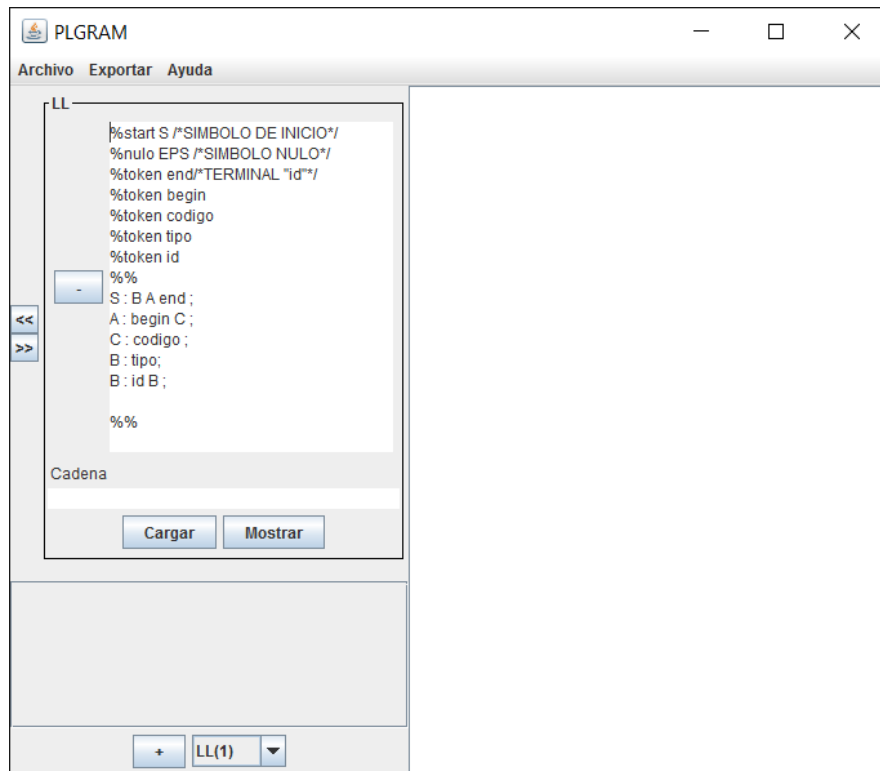 PLGRAM
Archivo Exportar Ayuda
LL
%start S /*SIMBOLO DE INICIO*/
%nulo EPS /*SIMBOLO NULO*/
%token end/*TERMINAL "id"*/
%token begin
%token codigo
%token tipo
%token id
%%
S : B A end ;
A : begin C ;
C : codigo ;
B : tipo;
B : id B ;
%%
-
<<
>>
Cadena
Cargar Mostrar
+ LL(1)